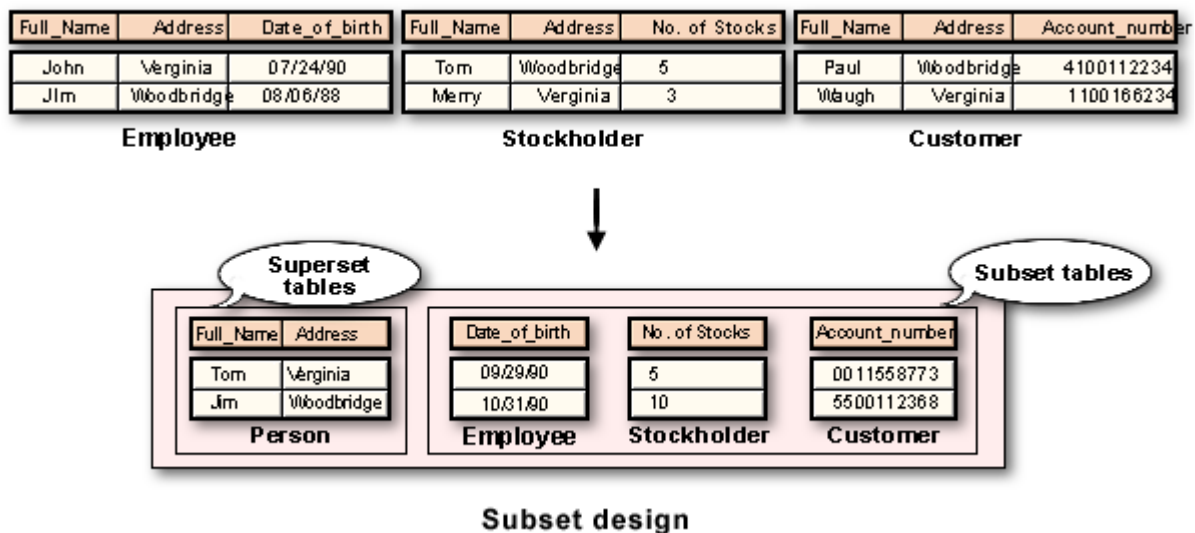 Full_Name Address Date_of_birth Full_Name Address No. of Stocks Full_Name Address Account_number
John Verginia 07/24/90 Tom Woodbridge 5 Paul Woodbridge 4100112234
JIm Woodbridge 08/06/88 Merry Verginia 3 Waugh Verginia 1100166234
Employee Stockholder Customer
Superset
tables
Subset tables
Full_Name Address Date_of_birth No. of Stocks Account_number
Tom Verginia 09/29/90 5 0011558773
Jim Woodbridge 10/31/90 10 5500112368
Person Employee Stockholder Customer
Subset design